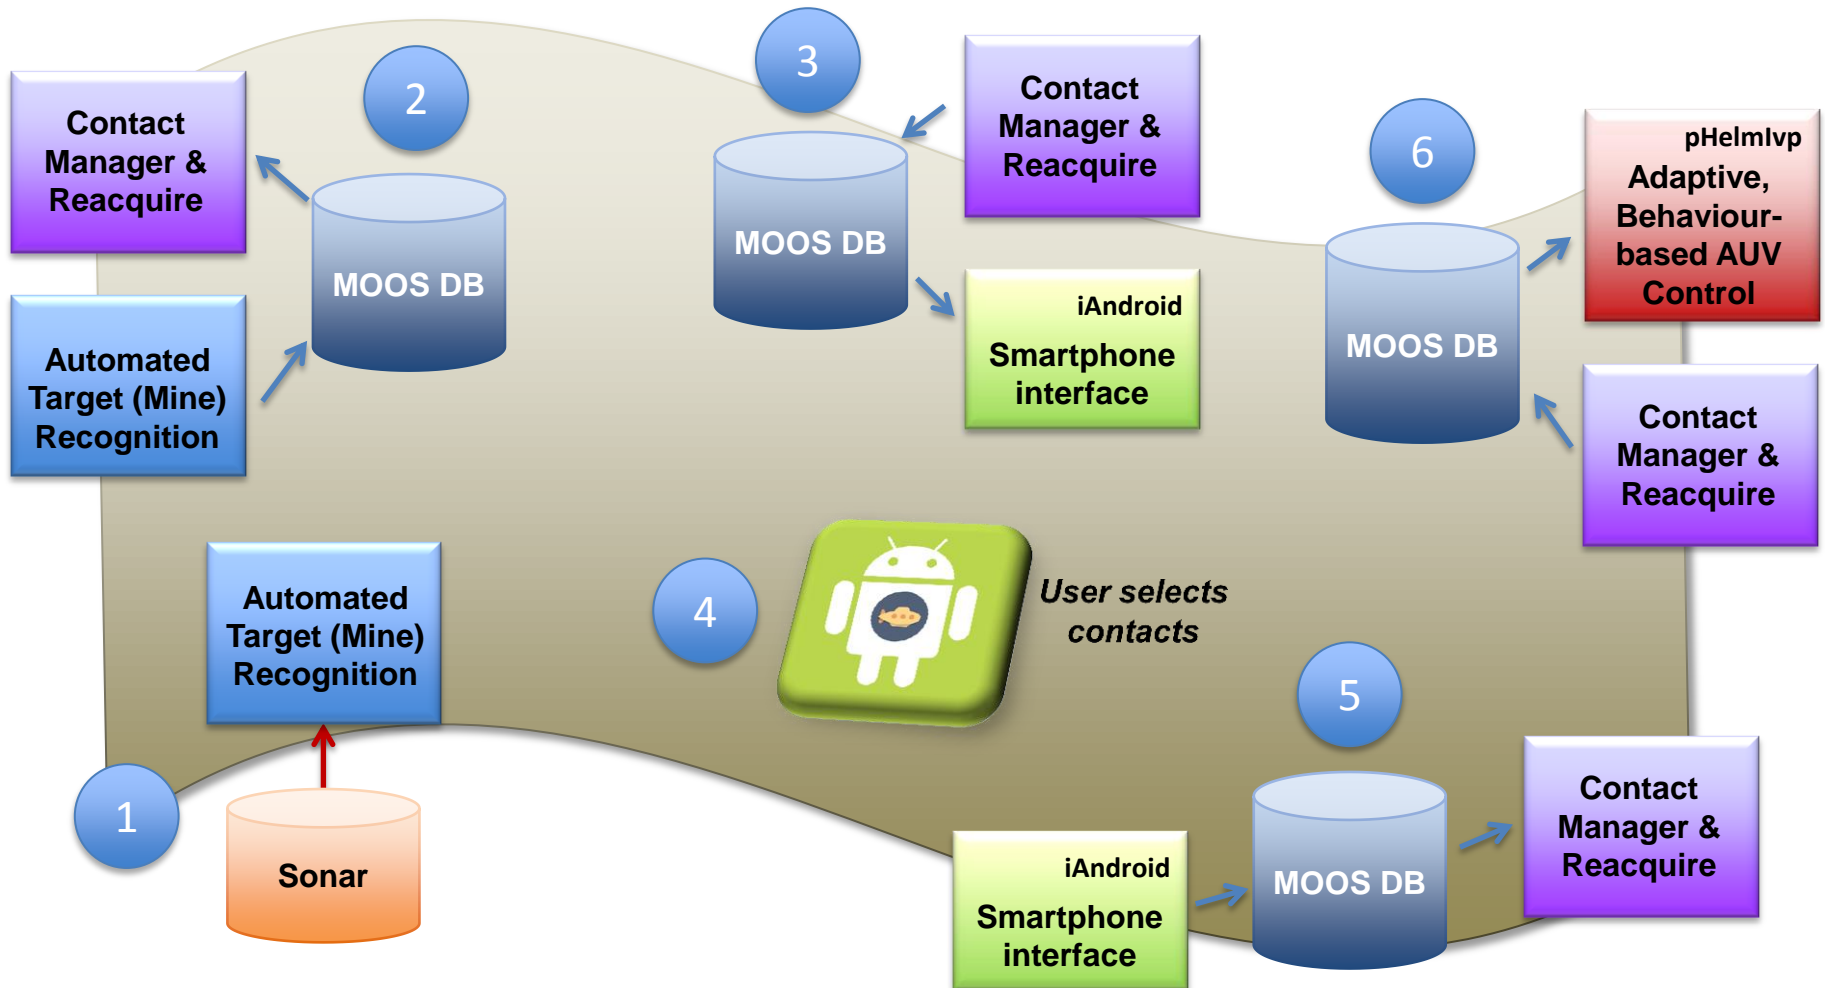 2
Contact
Manager &
Reacquire
MOOS DB
Automated
Target (Mine)
Recognition
3
Contact
Manager &
Reacquire
MOOS DB
iAndroid
Smartphone
interface
6
pHelmIvp
Adaptive,
Behaviour-
based AUV
Control
MOOS DB
Contact
Manager &
Reacquire
1
Automated
Target (Mine)
Recognition
Sonar
4
User selects
contacts
5
iAndroid
Smartphone
interface
MOOS DB
Contact
Manager &
Reacquire